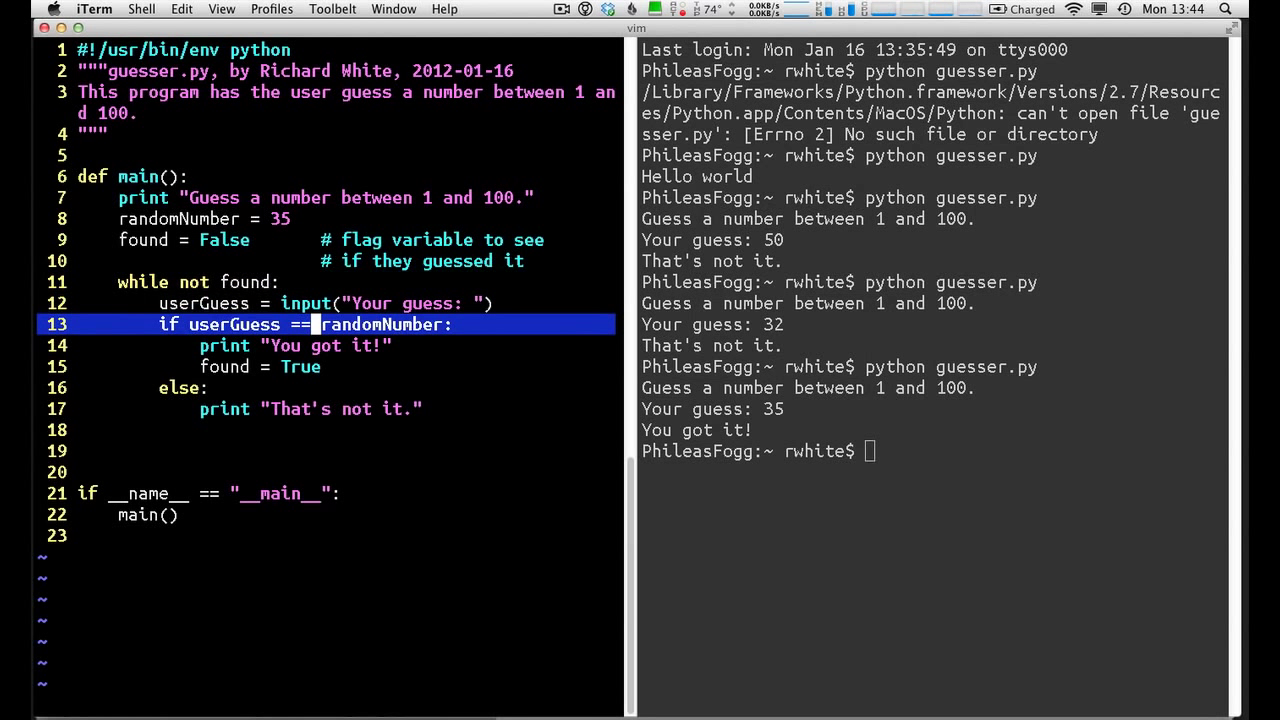 iTerm Shell Edit View Profiles Toolbelt Window Help 74° 0.0KB/s 0.0KB/s Charged Mon 13:44
vim
1 #!/usr/bin/env python
2 """guesser.py, by Richard White, 2012-01-16
3 This program has the user guess a number between 1 an
d 100.
4 """
5
6 def main():
7 print "Guess a number between 1 and 100."
8 randomNumber = 35
9 found = False # flag variable to see
10 # if they guessed it
11 while not found:
12 userGuess = input("Your guess: ")
13 if userGuess == randomNumber:
14 print "You got it!"
15 found = True
16 else:
17 print "That's not it."
18
19
20
21 if __name__ == "__main__":
22 main()
23
~
~
~
~
~
~
~
Last login: Mon Jan 16 13:35:49 on ttys000
PhileasFogg:~ rwhite$ python guesser.py
/Library/Frameworks/Python.framework/Versions/2.7/Resourc
es/Python.app/Contents/MacOS/Python: can't open file 'gue
sser.py': [Errno 2] No such file or directory
PhileasFogg:~ rwhite$ python guesser.py
Hello world
PhileasFogg:~ rwhite$ python guesser.py
Guess a number between 1 and 100.
Your guess: 50
That's not it.
PhileasFogg:~ rwhite$ python guesser.py
Guess a number between 1 and 100.
Your guess: 32
That's not it.
PhileasFogg:~ rwhite$ python guesser.py
Guess a number between 1 and 100.
Your guess: 35
You got it!
PhileasFogg:~ rwhite$